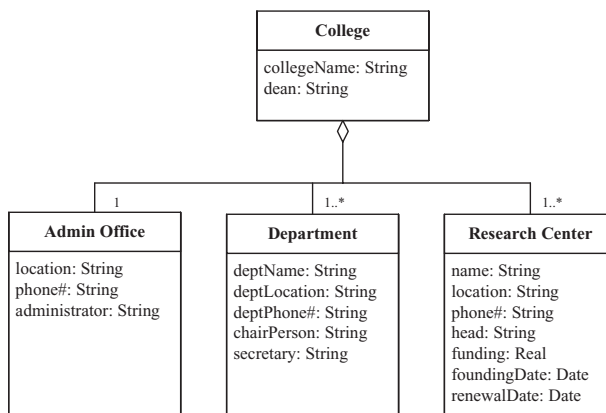 College
collegeName: String
dean: String
1
1..*
1..*
Admin Office
location: String
phone#: String
administrator: String
Department
deptName: String
deptLocation: String
deptPhone#: String
chairPerson: String
secretary: String
Research Center
name: String
location: String
phone#: String
head: String
funding: Real
foundingDate: Date
renewalDate: Date